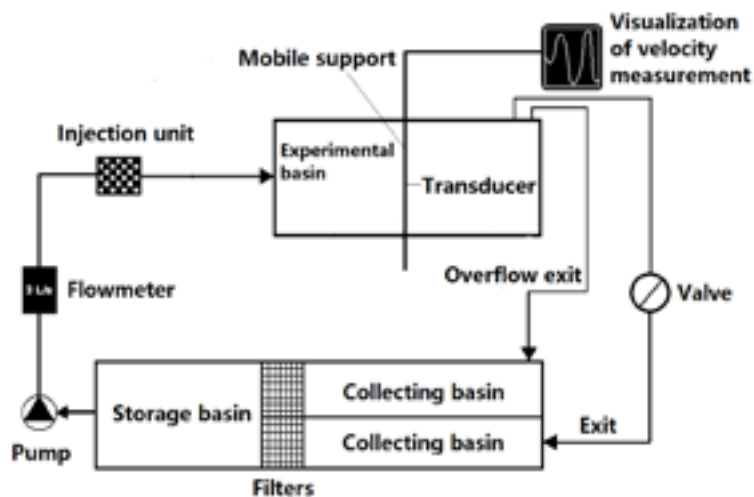 Visualization
of velocity
measurement
Mobile support
Injection unit
Experimental
basin
Transducer
Overflow exit
3 L/s
Flowmeter
Valve
Storage basin
Collecting basin
Collecting basin
Exit
Pump
Filters